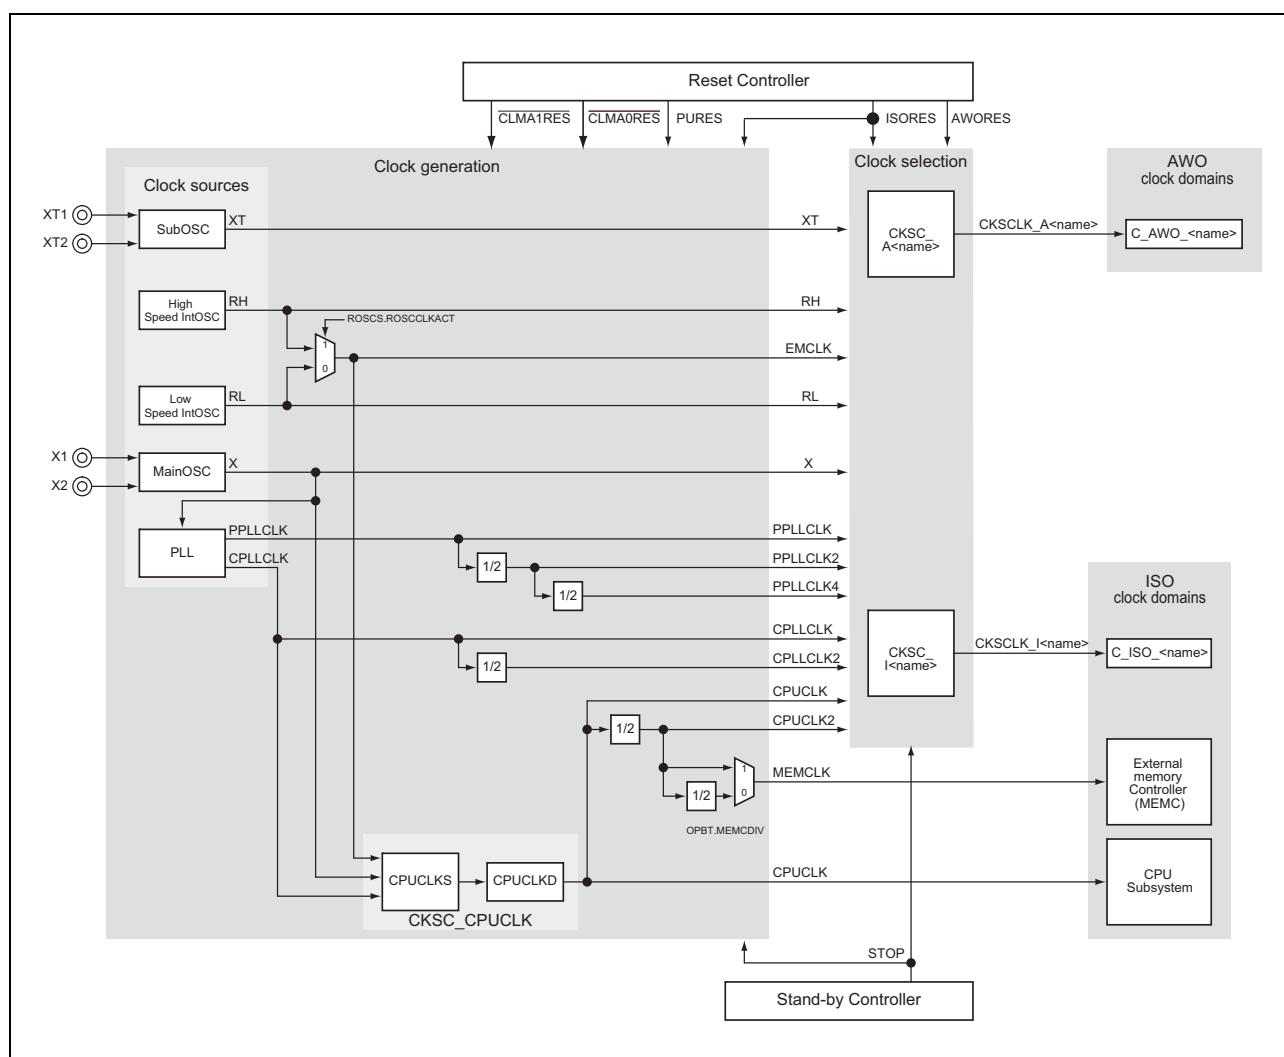 Reset Controller
CLMA1RES
CLMA0RES
PURES
ISORES
AWORES
Clock generation
Clock selection
AWO
clock domains
Clock sources
XT1
XT2
SubOSC
XT
XT
CKSC_
A<name>
CKSCLK_A<name>
C_AWO_<name>
High
Speed IntOSC
RH
RH
ROSCS.ROSCCLKACT
1
0
EMCLK
Low
Speed IntOSC
RL
RL
X1
X2
MainOSC
X
X
PLL
PPLLCLK
CPLLCLK
PPLLCLK
1/2
PPLLCLK2
1/2
PPLLCLK4
ISO
clock domains
CPLLCLK
1/2
CPLLCLK2
CKSC_
I<name>
CKSCLK_I<name>
C_ISO_<name>
CPUCLK
1/2
CPUCLK2
1
0
1/2
MEMCLK
OPBT.MEMCDIV
External
memory
Controller
(MEMC)
CPUCLKS
CPUCLKD
CKSC_CPUCLK
CPUCLK
CPU
Subsystem
STOP
Stand-by Controller